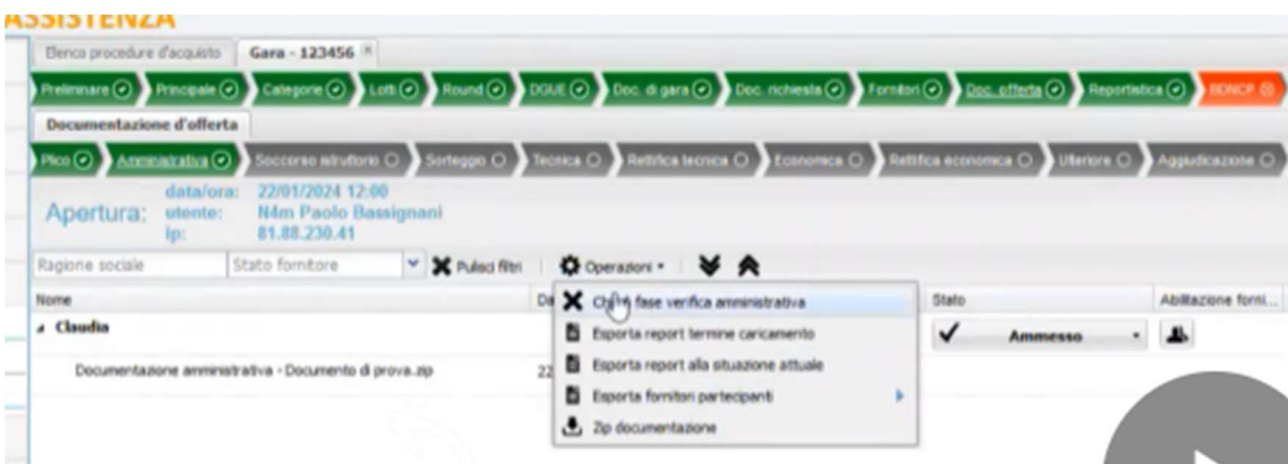 ASSISTENZA
Elenco procedure d'acquisto Gara - 123456
Preliminare Principale Categorie Lotti Round DGUE Doc. di gara Doc. richiesta Fornitori Doc. offerta Reportistica BDNCP
Documentazione d'offerta
Plico Amministrativa Soccorso istruttorio Sorteggio Tecnica Rettifica tecnica Economica Rettifica economica Ulteriore Aggiudicazione
Apertura: data/ora: 22/01/2024 12:00
utente: N4m Paolo Bassignani
ip: 81.88.230.41
Ragione sociale Stato fornitore Pulisci filtri Operazioni
Nome Da Stato Abilitazione forni...
Claudia Ammesso
Documentazione amministrativa - Documento di prova.zip 22
fase verifica amministrativa
Esporta report termine caricamento
Esporta report alla situazione attuale
Esporta fornitori partecipanti
Zip documentazione